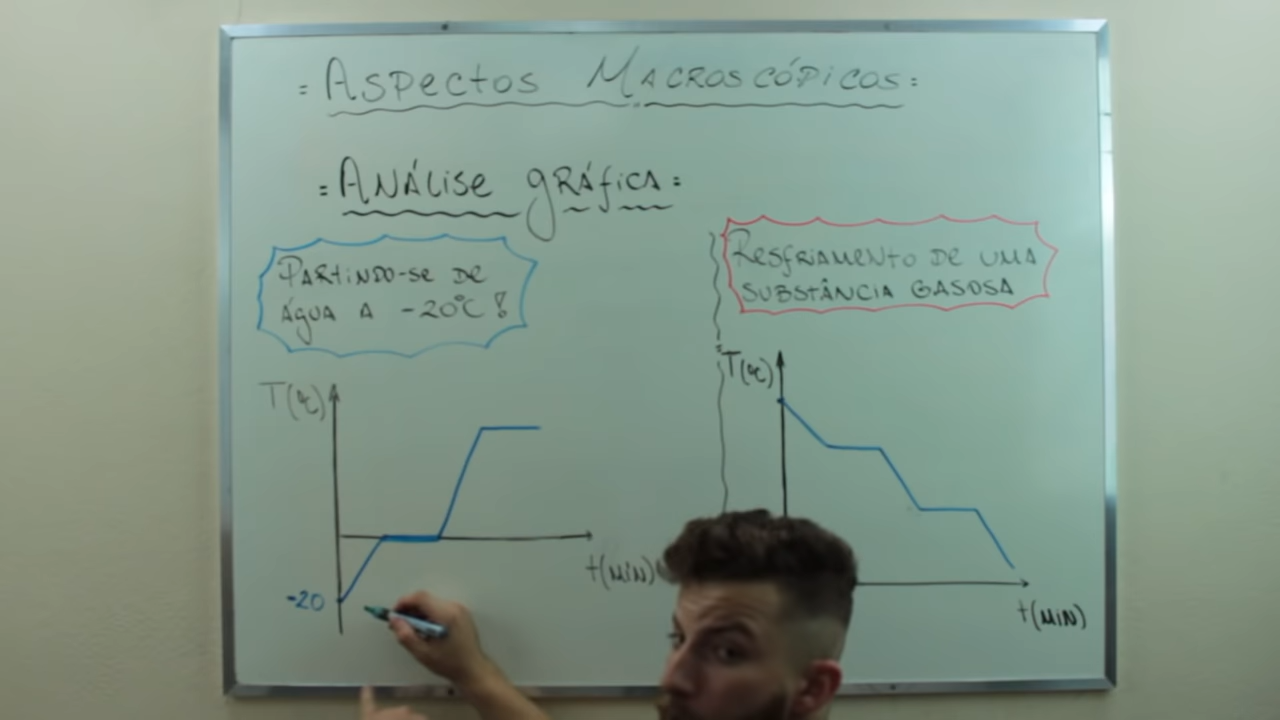 = Aspectos Macroscópicos =
= Análise gráfica =
Partindo-se de
água a -20°C!
Resfriamento de uma
substância gasosa
T(°C)
t(min)
-20
T(°C)
t(min)